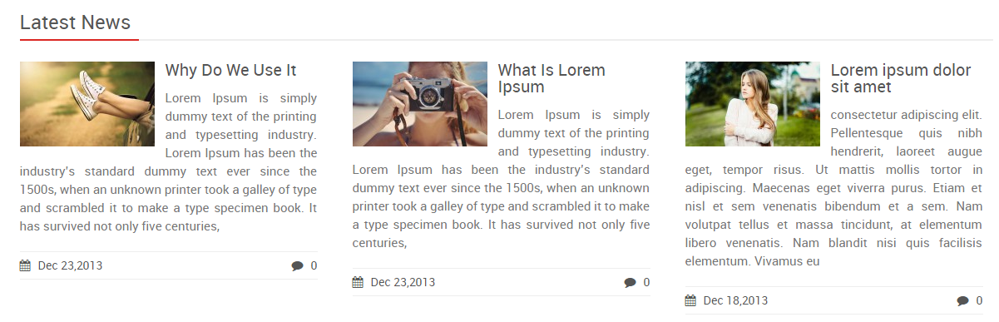 Latest News
Why Do We Use It
Lorem Ipsum is simply
dummy text of the printing
and typesetting industry.
Lorem Ipsum has been the
industry's standard dummy text ever since the
1500s, when an unknown printer took a galley of type
and scrambled it to make a type specimen book. It
has survived not only five centuries,
Dec 23,2013
0
What Is Lorem
Ipsum
Lorem Ipsum is simply
dummy text of the printing
and typesetting industry.
Lorem Ipsum has been the industry's standard
dummy text ever since the 1500s, when an unknown
printer took a galley of type and scrambled it to make
a type specimen book. It has survived not only five
centuries,
Dec 23,2013
0
Lorem ipsum dolor
sit amet
consectetur adipiscing elit.
Pellentesque quis nibh
hendrerit, laoreet augue
eget, tempor risus. Ut mattis mollis tortor in
adipiscing. Maecenas eget viverra purus. Etiam et
nisl et sem venenatis bibendum et a sem. Nam
volutpat tellus et massa tincidunt, at elementum
libero venenatis. Nam blandit nisi quis facilisis
elementum. Vivamus eu
Dec 18,2013
0